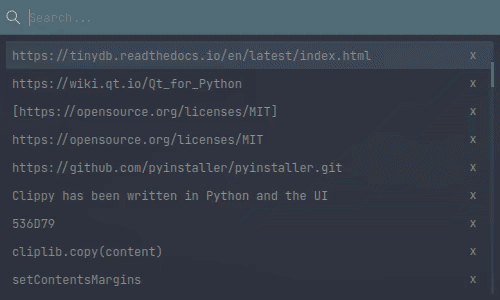 Search...
https://tinydb.readthedocs.io/en/latest/index.html x
https://wiki.qt.io/Qt_for_Python x
[https://opensource.org/licenses/MIT] x
https://opensource.org/licenses/MIT x
https://github.com/pyinstaller/pyinstaller.git x
Clippy has been written in Python and the UI x
536D79 x
cliplib.copy(content) x
setContentsMargins x